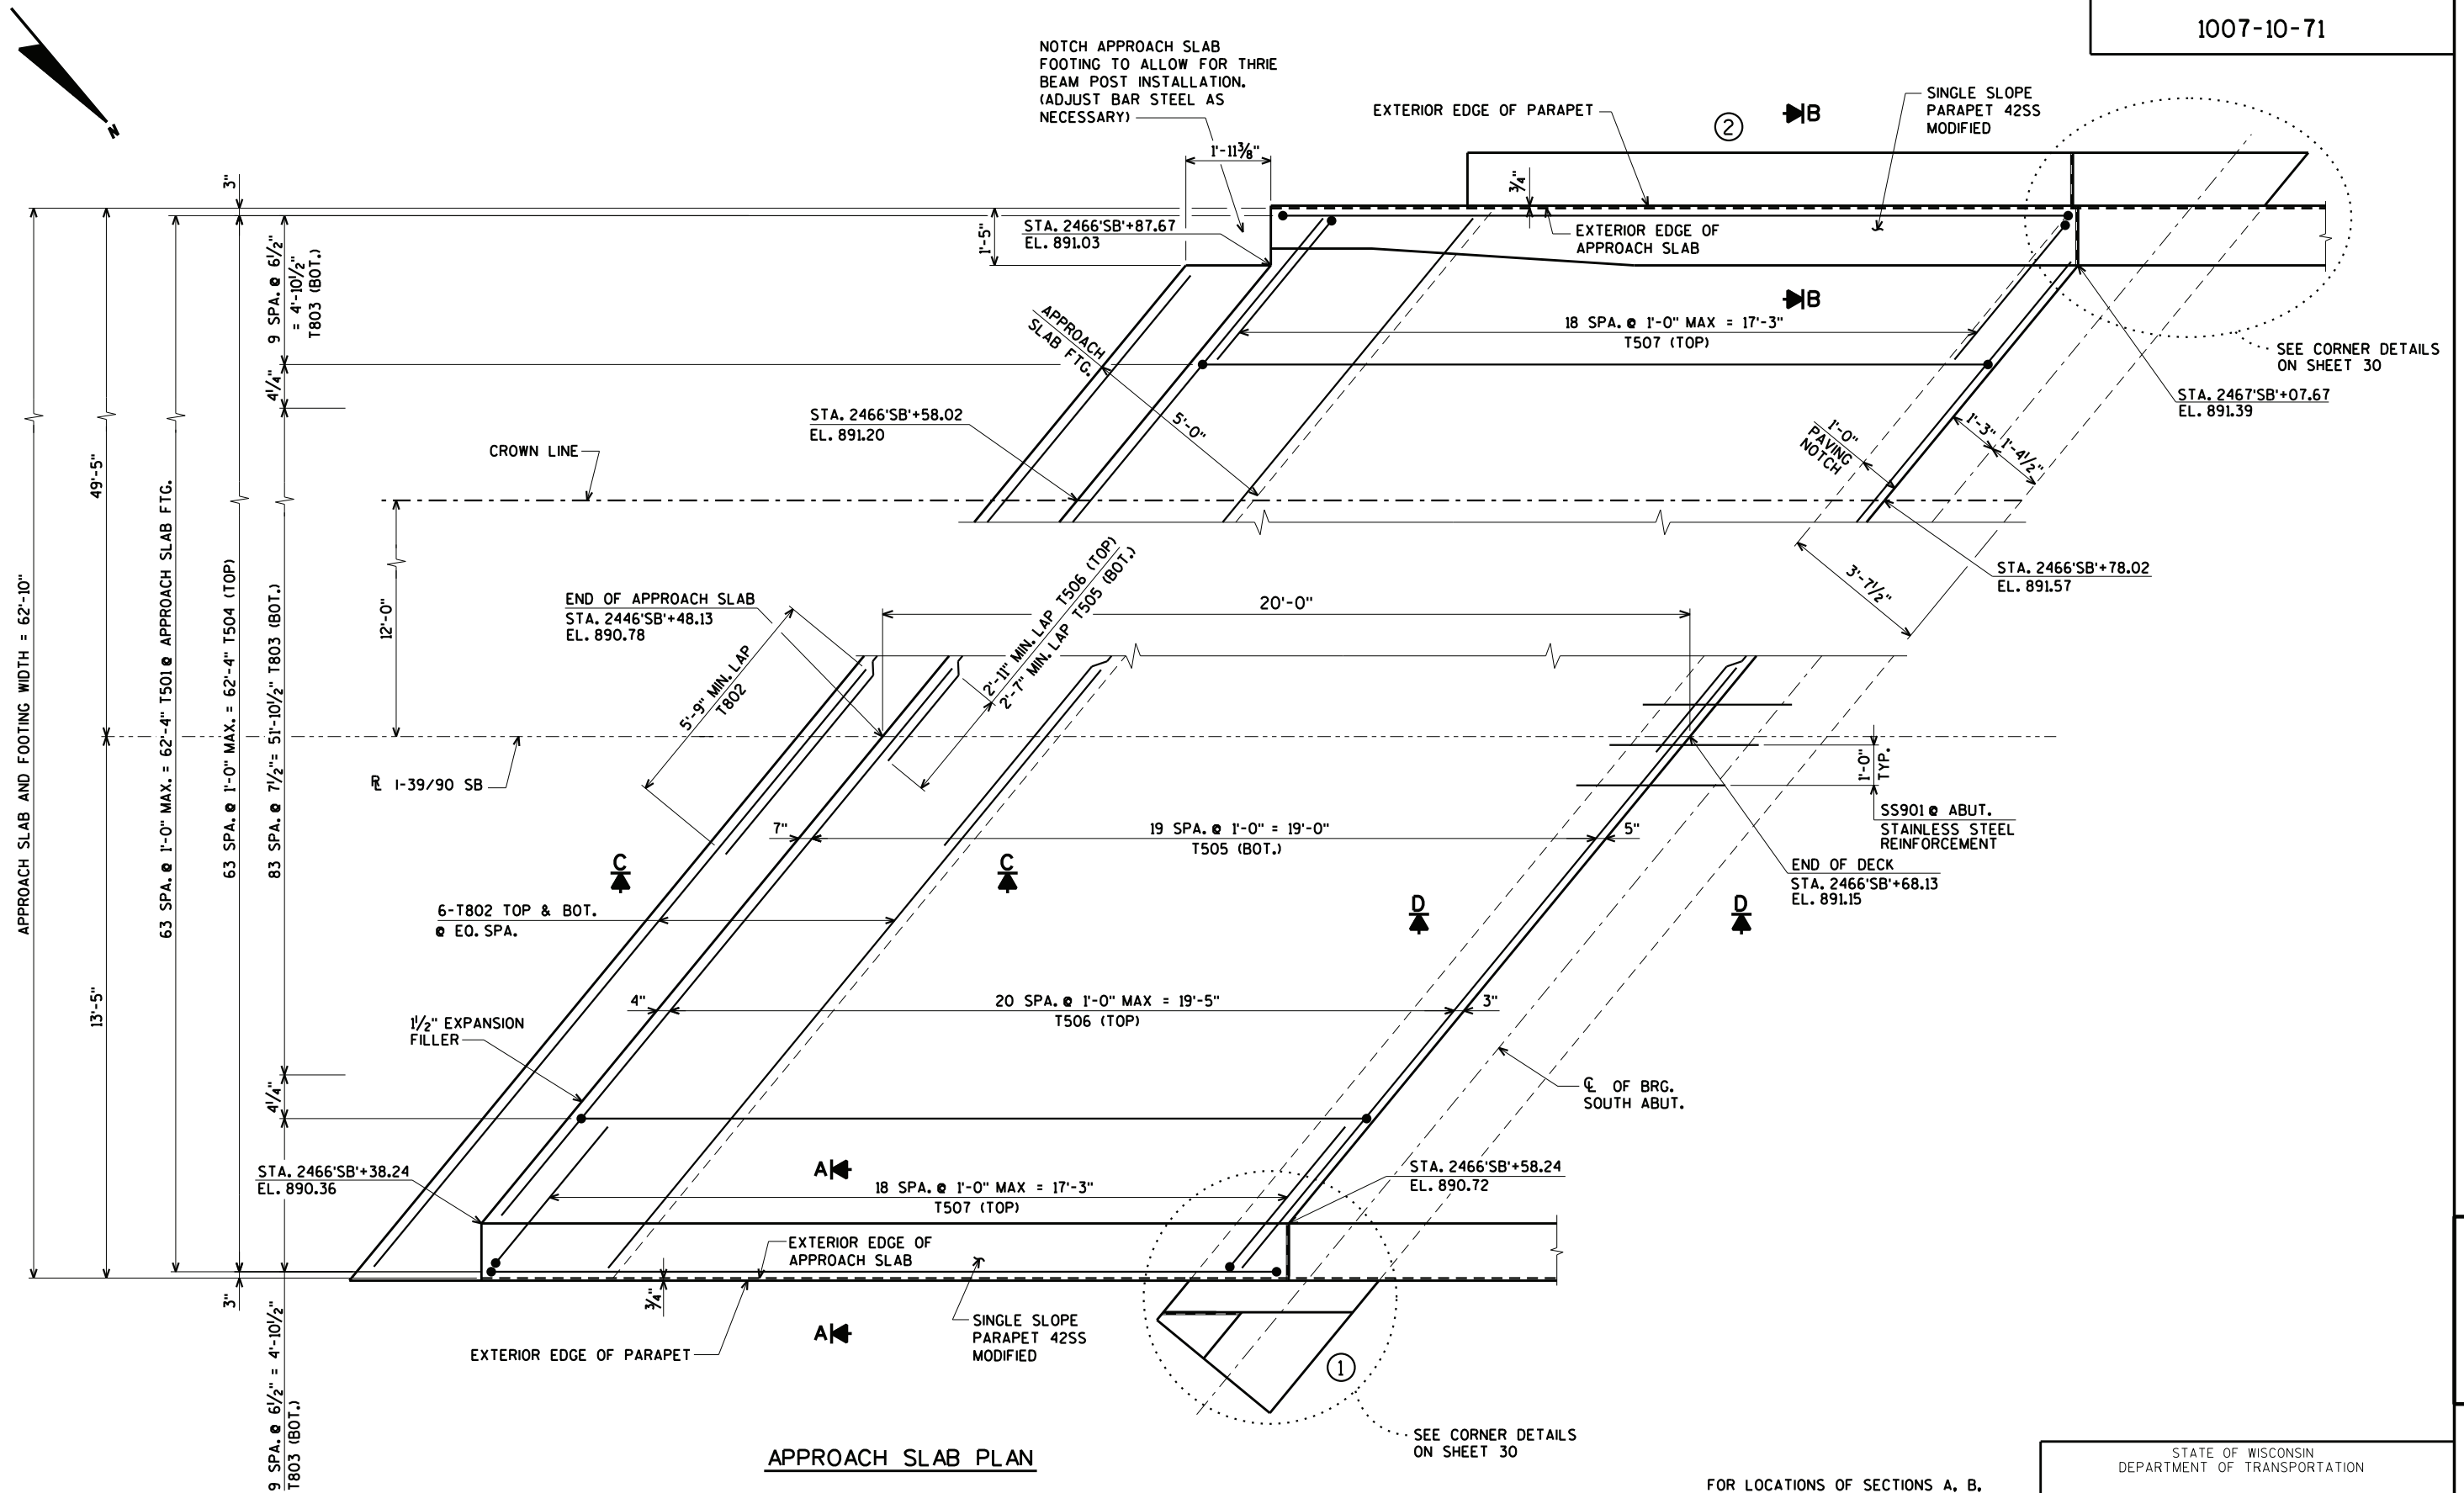 1007-10-71
N
NOTCH APPROACH SLAB
FOOTING TO ALLOW FOR THRIE
BEAM POST INSTALLATION.
(ADJUST BAR STEEL AS
NECESSARY)
1'-11⅜"
EXTERIOR EDGE OF PARAPET
2
B
SINGLE SLOPE
PARAPET 42SS
MODIFIED
3"
¾"
STA. 2466'SB'+87.67
EL. 891.03
1'-5"
EXTERIOR EDGE OF
APPROACH SLAB
9 SPA. @ 6½"
= 4'-10½"
T803 (BOT.)
B
18 SPA. @ 1'-0" MAX = 17'-3"
T507 (TOP)
SEE CORNER DETAILS
ON SHEET 30
APPROACH
SLAB FTG.
4¼"
STA. 2466'SB'+58.02
EL. 891.20
5'-0"
STA. 2467'SB'+07.67
EL. 891.39
1'-0"
PAVING
NOTCH
1'-3"
1'-4½"
CROWN LINE
49'-5"
APPROACH SLAB AND FOOTING WIDTH = 62'-10"
63 SPA. @ 1'-0" MAX. = 62'-4" T501 @ APPROACH SLAB FTG.
63 SPA. @ 1'-0" MAX. = 62'-4" T504 (TOP)
83 SPA. @ 7½"= 51'-10½" T803 (BOT.)
12'-0"
END OF APPROACH SLAB
STA. 2446'SB'+48.13
EL. 890.78
5'-9" MIN. LAP
T802
2'-11" MIN. LAP T506 (TOP)
2'-7" MIN. LAP T505 (BOT.)
20'-0"
3'-7½"
STA. 2466'SB'+78.02
EL. 891.57
R̲L I-39/90 SB
1'-0"
TYP.
SS901 @ ABUT.
STAINLESS STEEL
REINFORCEMENT
7"
19 SPA. @ 1'-0" = 19'-0"
T505 (BOT.)
5"
END OF DECK
STA. 2466'SB'+68.13
EL. 891.15
C
C
D
D
6-T802 TOP & BOT.
@ EQ. SPA.
13'-5"
4"
20 SPA. @ 1'-0" MAX = 19'-5"
T506 (TOP)
3"
1½" EXPANSION
FILLER
4¼"
℄ OF BRG.
SOUTH ABUT.
STA. 2466'SB'+38.24
EL. 890.36
A
18 SPA. @ 1'-0" MAX = 17'-3"
T507 (TOP)
STA. 2466'SB'+58.24
EL. 890.72
EXTERIOR EDGE OF
APPROACH SLAB
3"
¾"
SINGLE SLOPE
PARAPET 42SS
MODIFIED
A
EXTERIOR EDGE OF PARAPET
9 SPA. @ 6½" = 4'-10½"
T803 (BOT.)
1
SEE CORNER DETAILS
ON SHEET 30
APPROACH SLAB PLAN
STATE OF WISCONSIN
DEPARTMENT OF TRANSPORTATION
FOR LOCATIONS OF SECTIONS A, B,